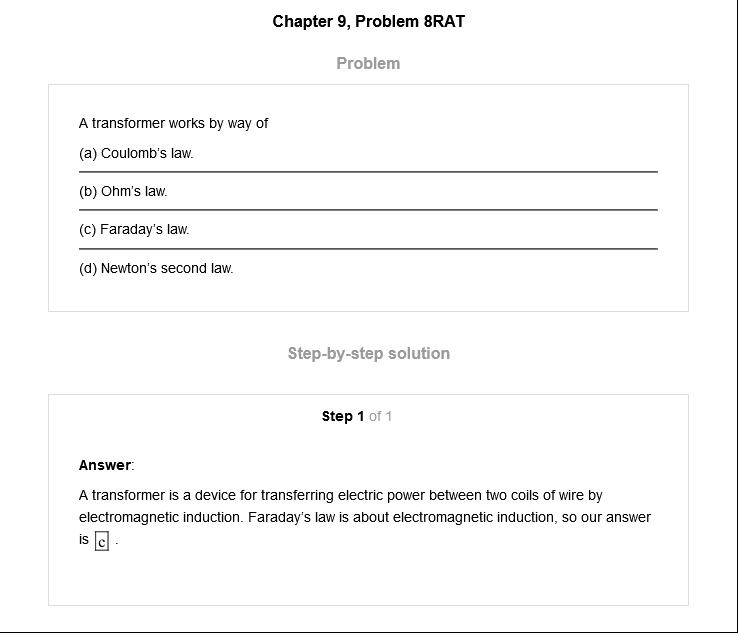 Chapter 9, Problem 8RAT
Problem
A transformer works by way of
(a) Coulomb’s law.
(b) Ohm’s law.
(c) Faraday’s law.
(d) Newton’s second law.
Step-by-step solution
Step 1 of 1
Answer:
A transformer is a device for transferring electric power between two coils of wire by
electromagnetic induction. Faraday’s law is about electromagnetic induction, so our answer
is c .